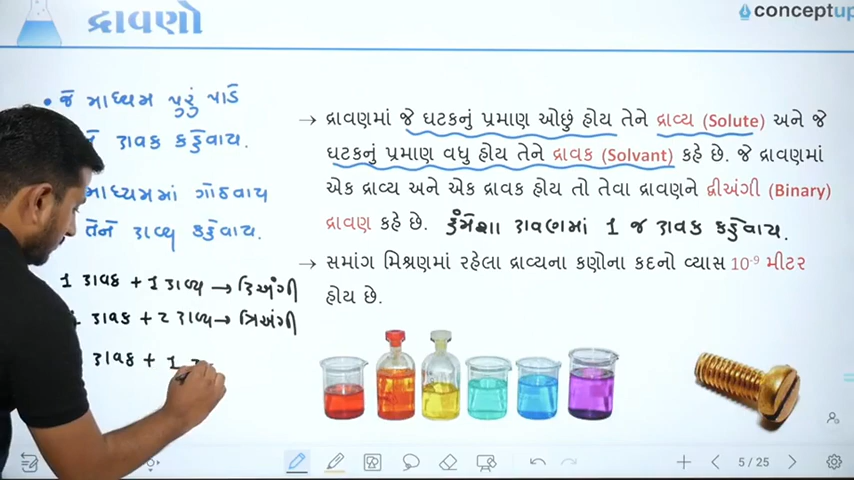 દ્રાવણો
conceptup
• જે માધ્યમ પુરું પાડે
દ્રાવક કહેવાય.
માધ્યમમાં ગોઠવાય
તેને દ્રાવ્ય કહેવાય.
1 દ્રાવક + 1 દ્રાવ્ય → દ્વિઅંગી
દ્રાવક + 2 દ્રાવ્ય → ત્રિઅંગી
દ્રાવક + 1
→ દ્રાવણમાં જે ઘટકનું પ્રમાણ ઓછું હોય તેને દ્રાવ્ય (Solute) અને જે
ઘટકનું પ્રમાણ વધુ હોય તેને દ્રાવક (Solvant) કહે છે. જે દ્રાવણમાં
એક દ્રાવ્ય અને એક દ્રાવક હોય તો તેવા દ્રાવણને દ્વીઅંગી (Binary)
દ્રાવણ કહે છે. હંમેશા દ્રાવણમાં 1 જ દ્રાવક કહેવાય.
→ સમાંગ મિશ્રણમાં રહેલા દ્રાવ્યના કણોના કદનો વ્યાસ 10⁻⁹ મીટર
હોય છે.
5 / 25